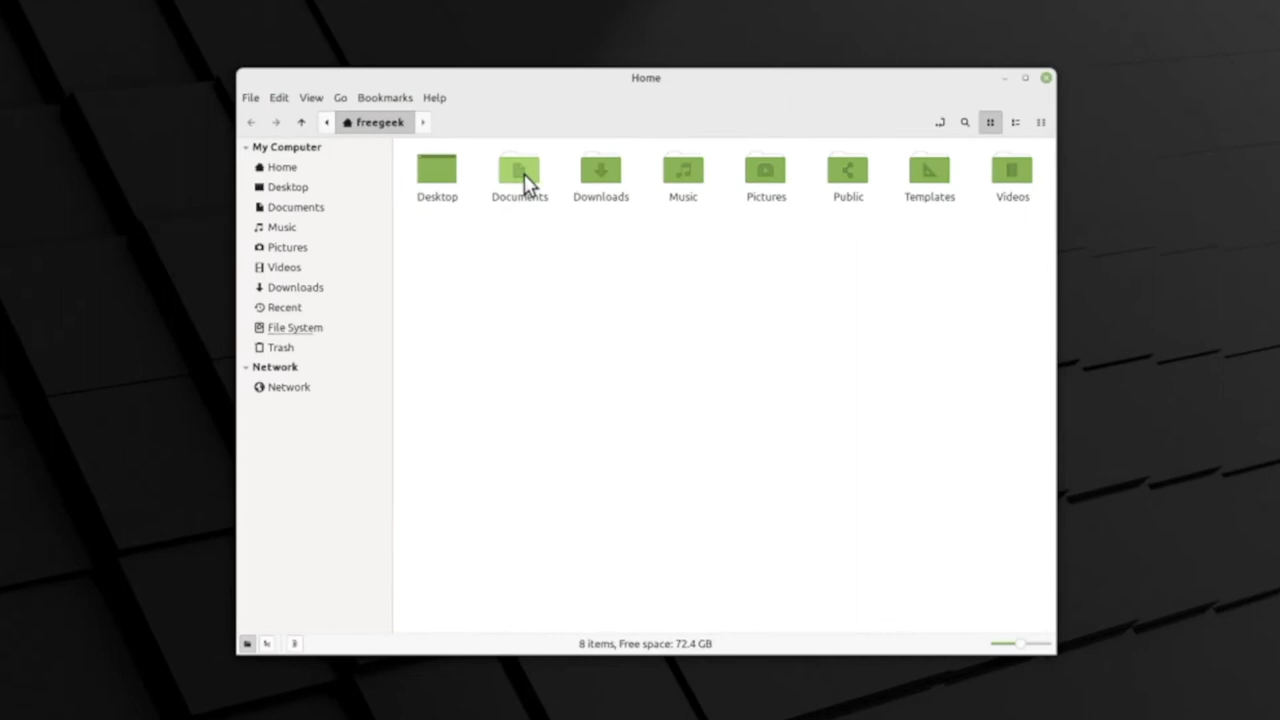 Home
File Edit View Go Bookmarks Help
freegeek
My Computer
Home
Desktop
Documents
Music
Pictures
Videos
Downloads
Recent
File System
Trash
Network
Network
Desktop Documents Downloads Music Pictures Public Templates Videos
8 items, Free space: 72.4 GB